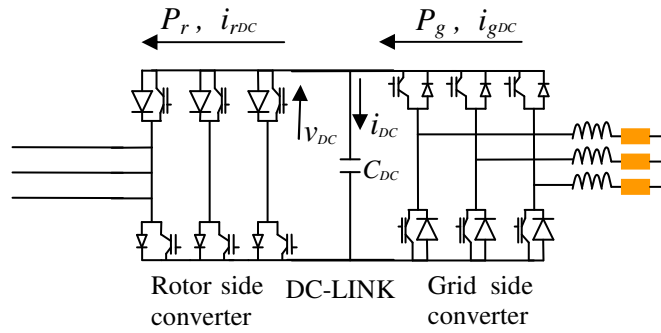 P_r , i_rDC
P_g , i_gDC
v_DC
i_DC
C_DC
Rotor side
converter
DC-LINK
Grid side
converter